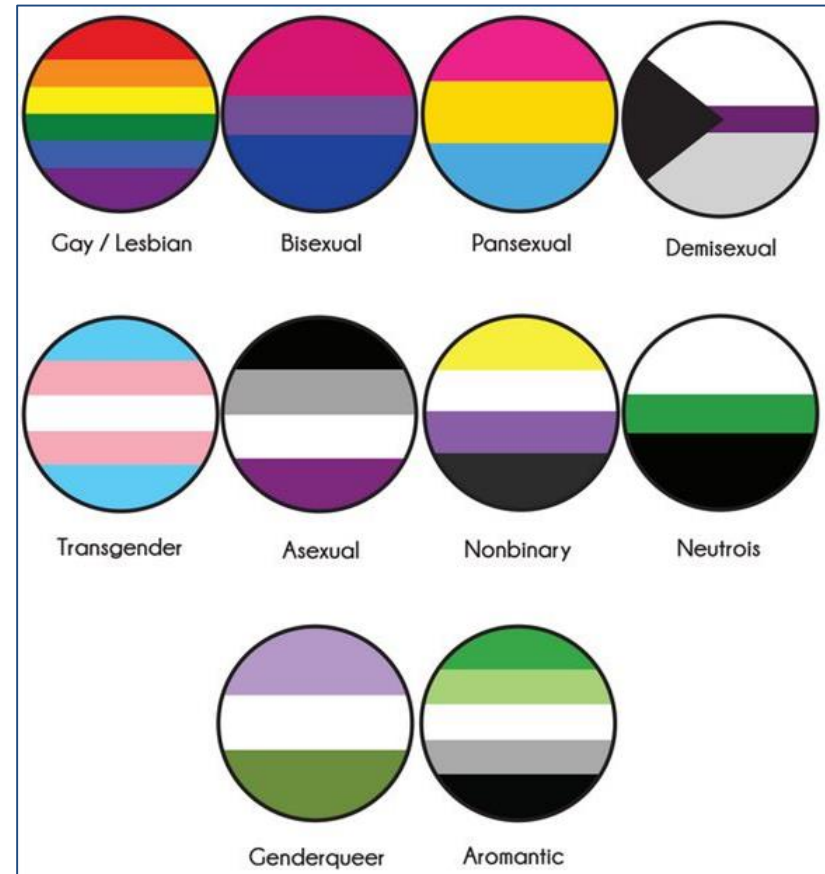 Gay / Lesbian
Bisexual
Pansexual
Demisexual
Transgender
Asexual
Nonbinary
Neutrois
Genderqueer
Aromantic